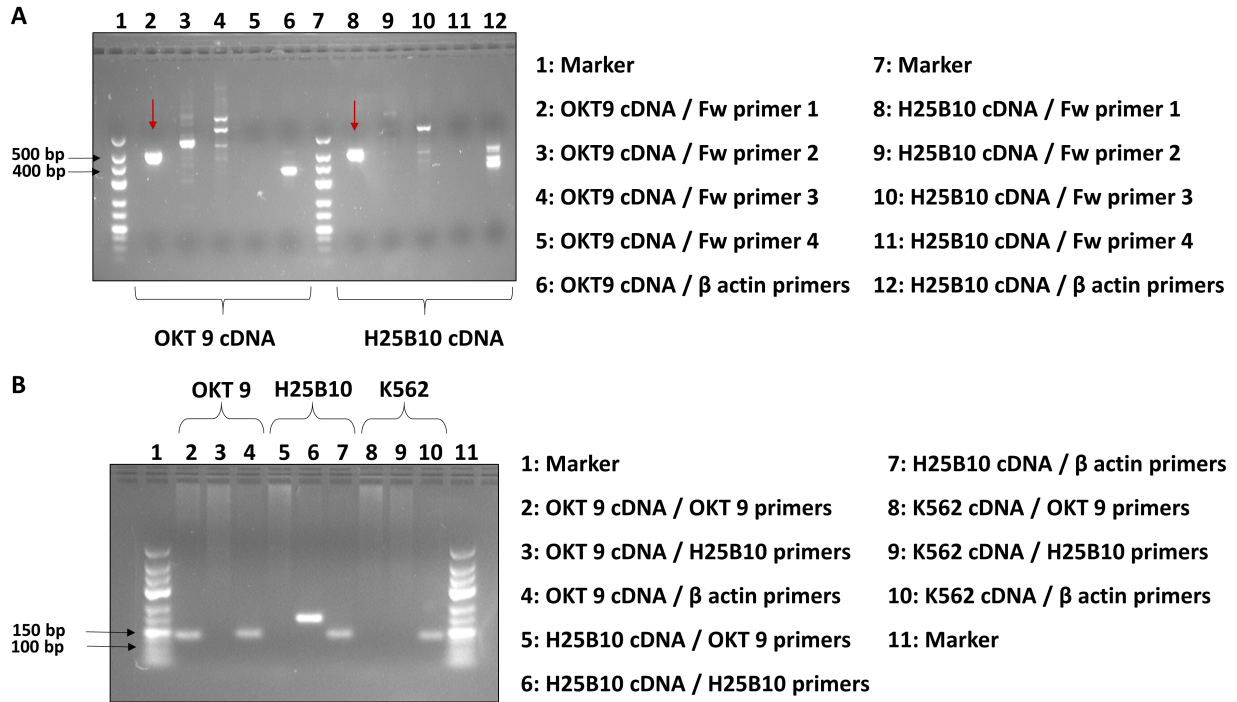 A
1 2 3 4 5 6 7 8 9 10 11 12
500 bp
400 bp
OKT 9 cDNA
H25B10 cDNA
1: Marker
2: OKT9 cDNA / Fw primer 1
3: OKT9 cDNA / Fw primer 2
4: OKT9 cDNA / Fw primer 3
5: OKT9 cDNA / Fw primer 4
6: OKT9 cDNA / β actin primers
7: Marker
8: H25B10 cDNA / Fw primer 1
9: H25B10 cDNA / Fw primer 2
10: H25B10 cDNA / Fw primer 3
11: H25B10 cDNA / Fw primer 4
12: H25B10 cDNA / β actin primers
B
OKT 9 H25B10 K562
1 2 3 4 5 6 7 8 9 10 11
150 bp
100 bp
1: Marker
2: OKT 9 cDNA / OKT 9 primers
3: OKT 9 cDNA / H25B10 primers
4: OKT 9 cDNA / β actin primers
5: H25B10 cDNA / OKT 9 primers
6: H25B10 cDNA / H25B10 primers
7: H25B10 cDNA / β actin primers
8: K562 cDNA / OKT 9 primers
9: K562 cDNA / H25B10 primers
10: K562 cDNA / β actin primers
11: Marker